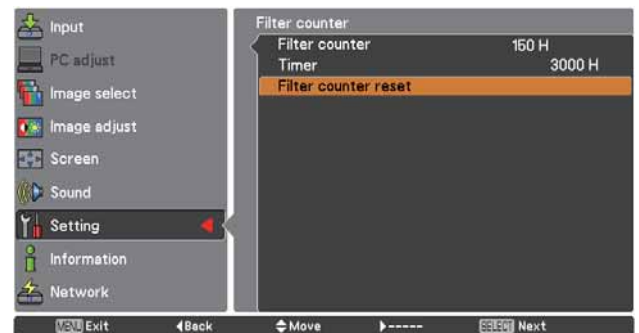 Input
PC adjust
Image select
Image adjust
Screen
Sound
Setting
Information
Network
Filter counter
Filter counter 150 H
Timer 3000 H
Filter counter reset
MENU Exit ◀Back Move ▶----- SELECT Next